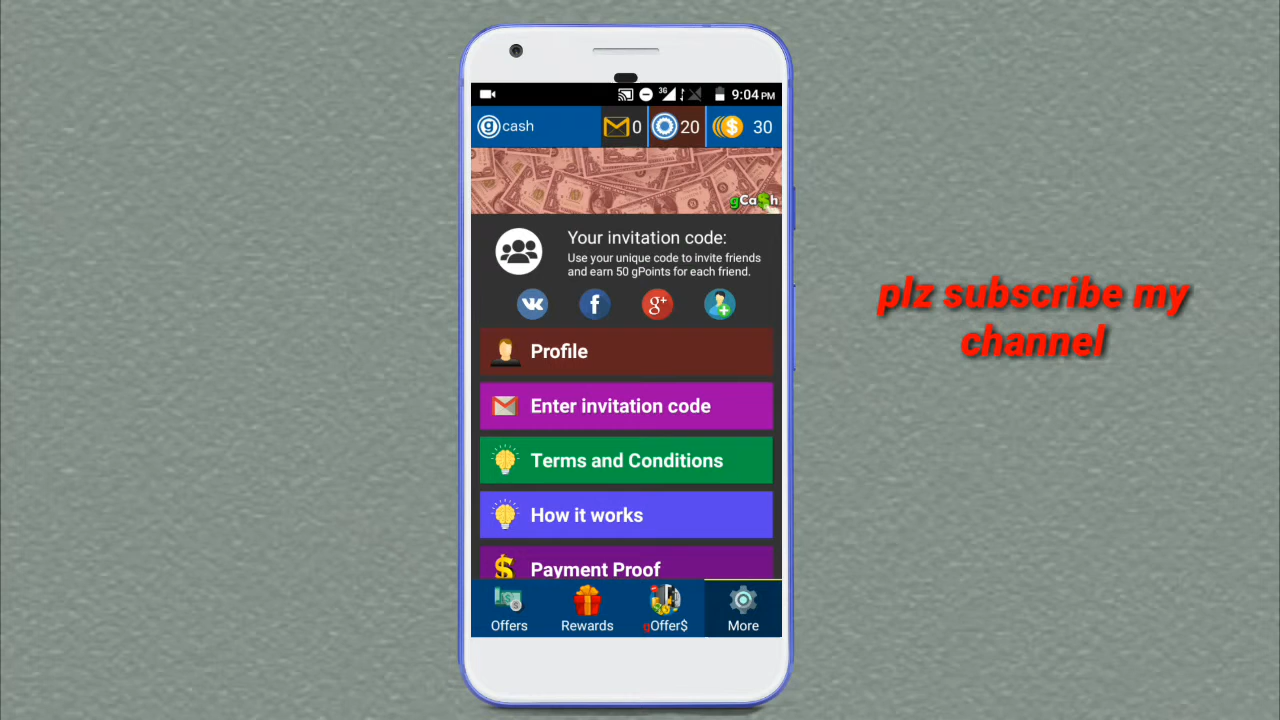 3G 9:04 PM
g cash 0 20 30
gCa$h
Your invitation code:
Use your unique code to invite friends
and earn 50 gPoints for each friend.
f g+
Profile
Enter invitation code
Terms and Conditions
How it works
Payment Proof
Offers Rewards gOffer$ More
plz subscribe my
channel